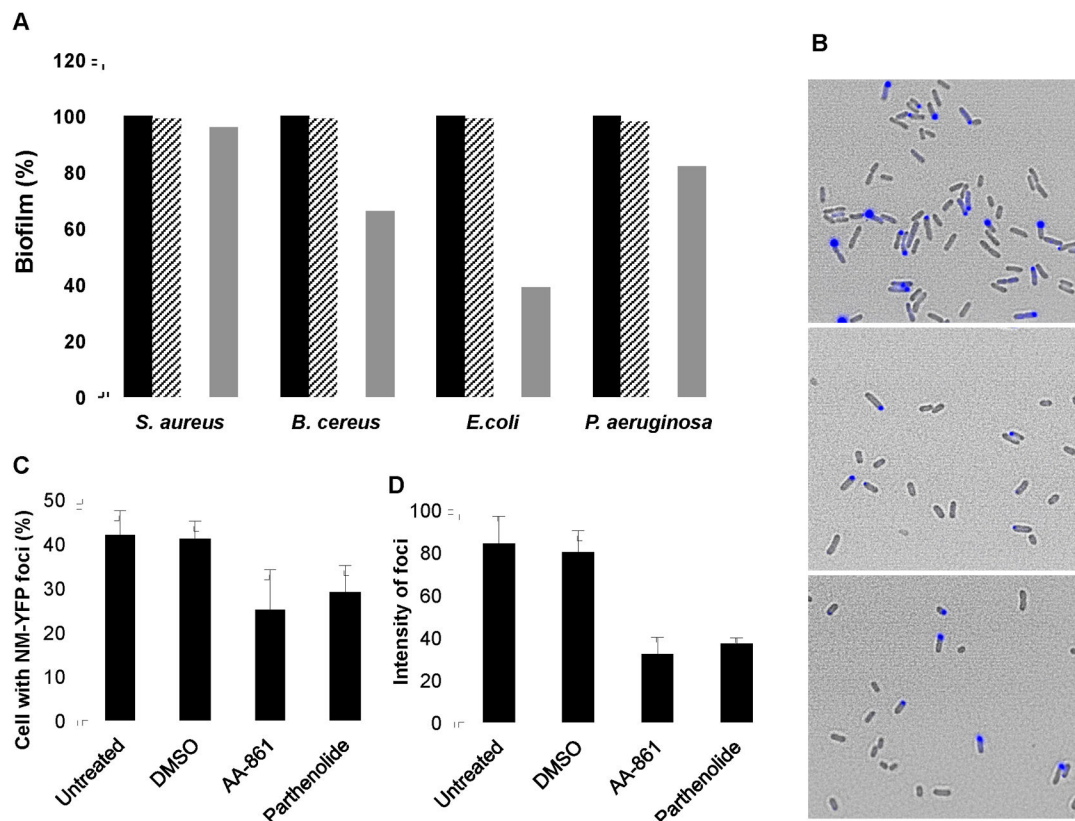 A
B
120
100
80
60
40
20
0
Biofilm (%)
S. aureus
B. cereus
E.coli
P. aeruginosa
C
50
40
30
20
10
0
Cell with NM-YFP foci (%)
Untreated
DMSO
AA-861
Parthenolide
D
100
80
60
40
20
0
Intensity of foci
Untreated
DMSO
AA-861
Parthenolide